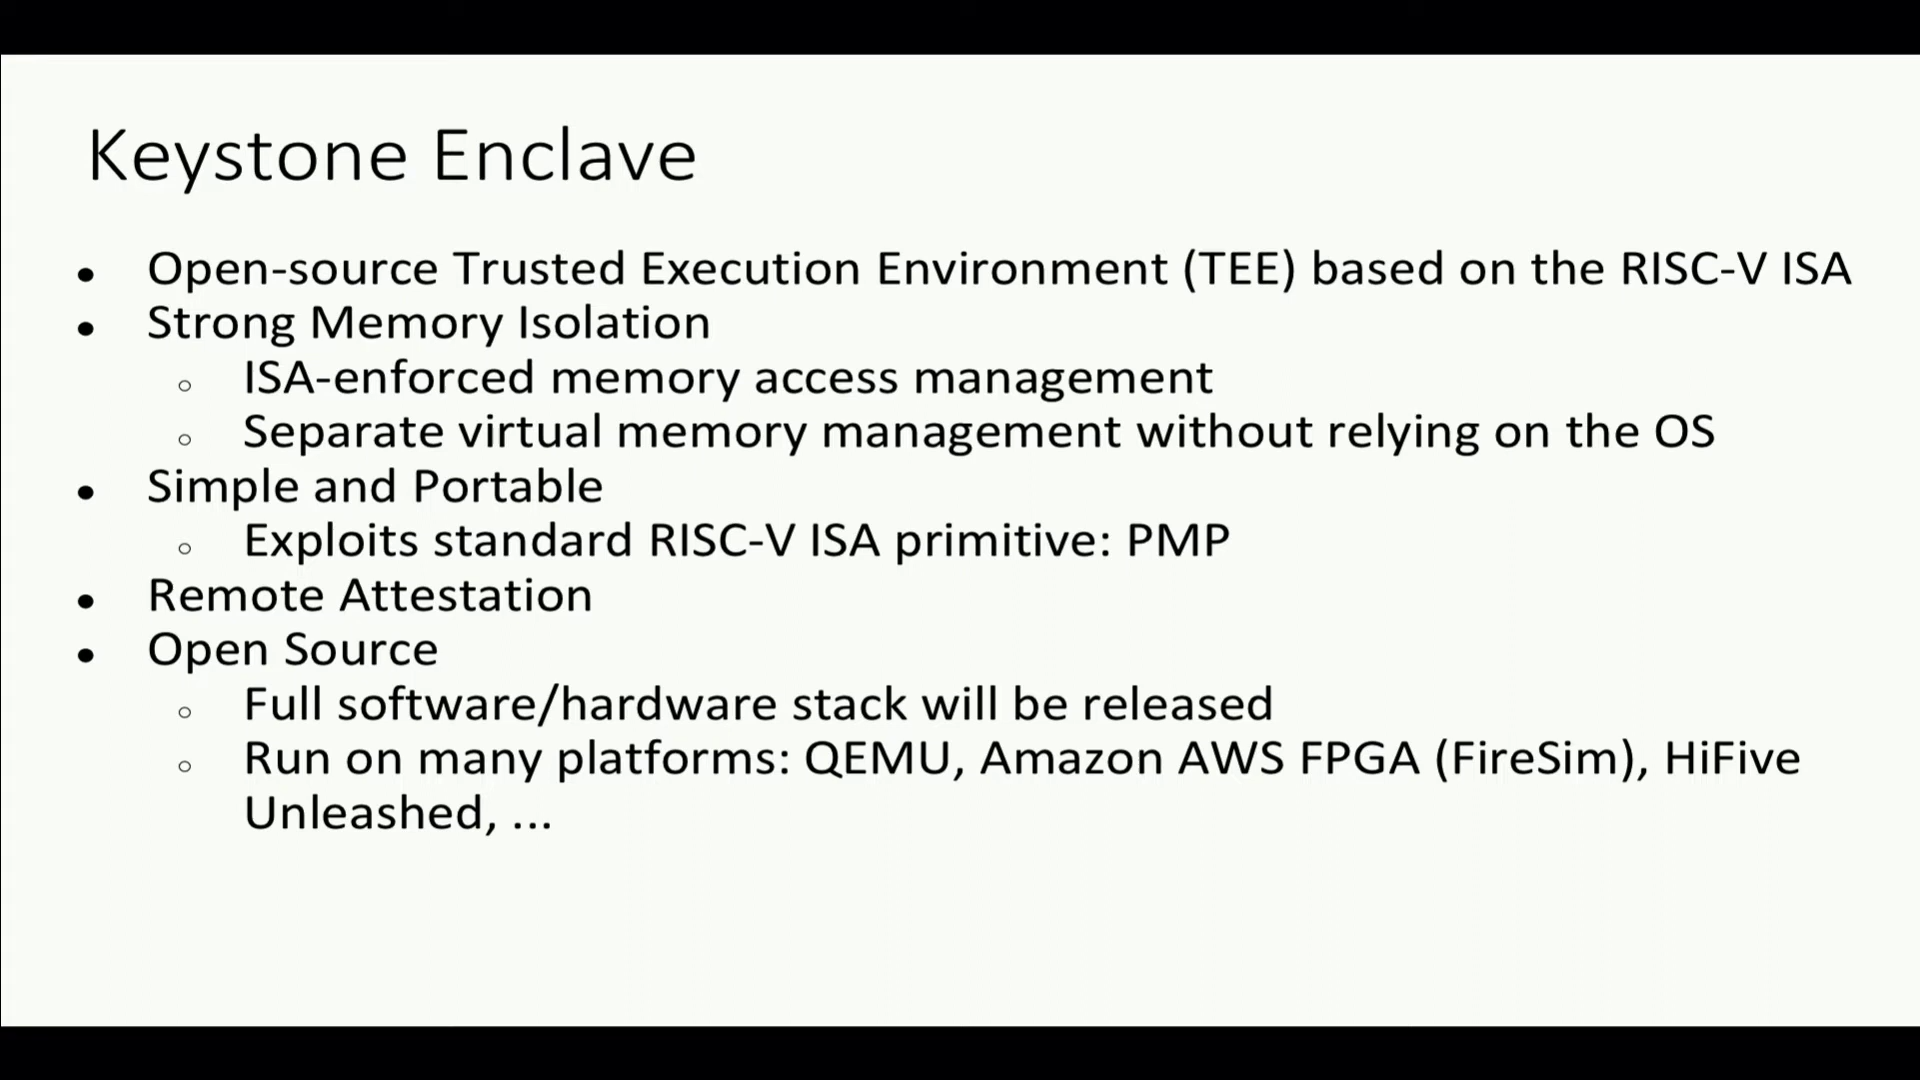 Keystone Enclave
● Open-source Trusted Execution Environment (TEE) based on the RISC-V ISA
● Strong Memory Isolation
○ ISA-enforced memory access management
○ Separate virtual memory management without relying on the OS
● Simple and Portable
○ Exploits standard RISC-V ISA primitive: PMP
● Remote Attestation
● Open Source
○ Full software/hardware stack will be released
○ Run on many platforms: QEMU, Amazon AWS FPGA (FireSim), HiFive
Unleashed, ...